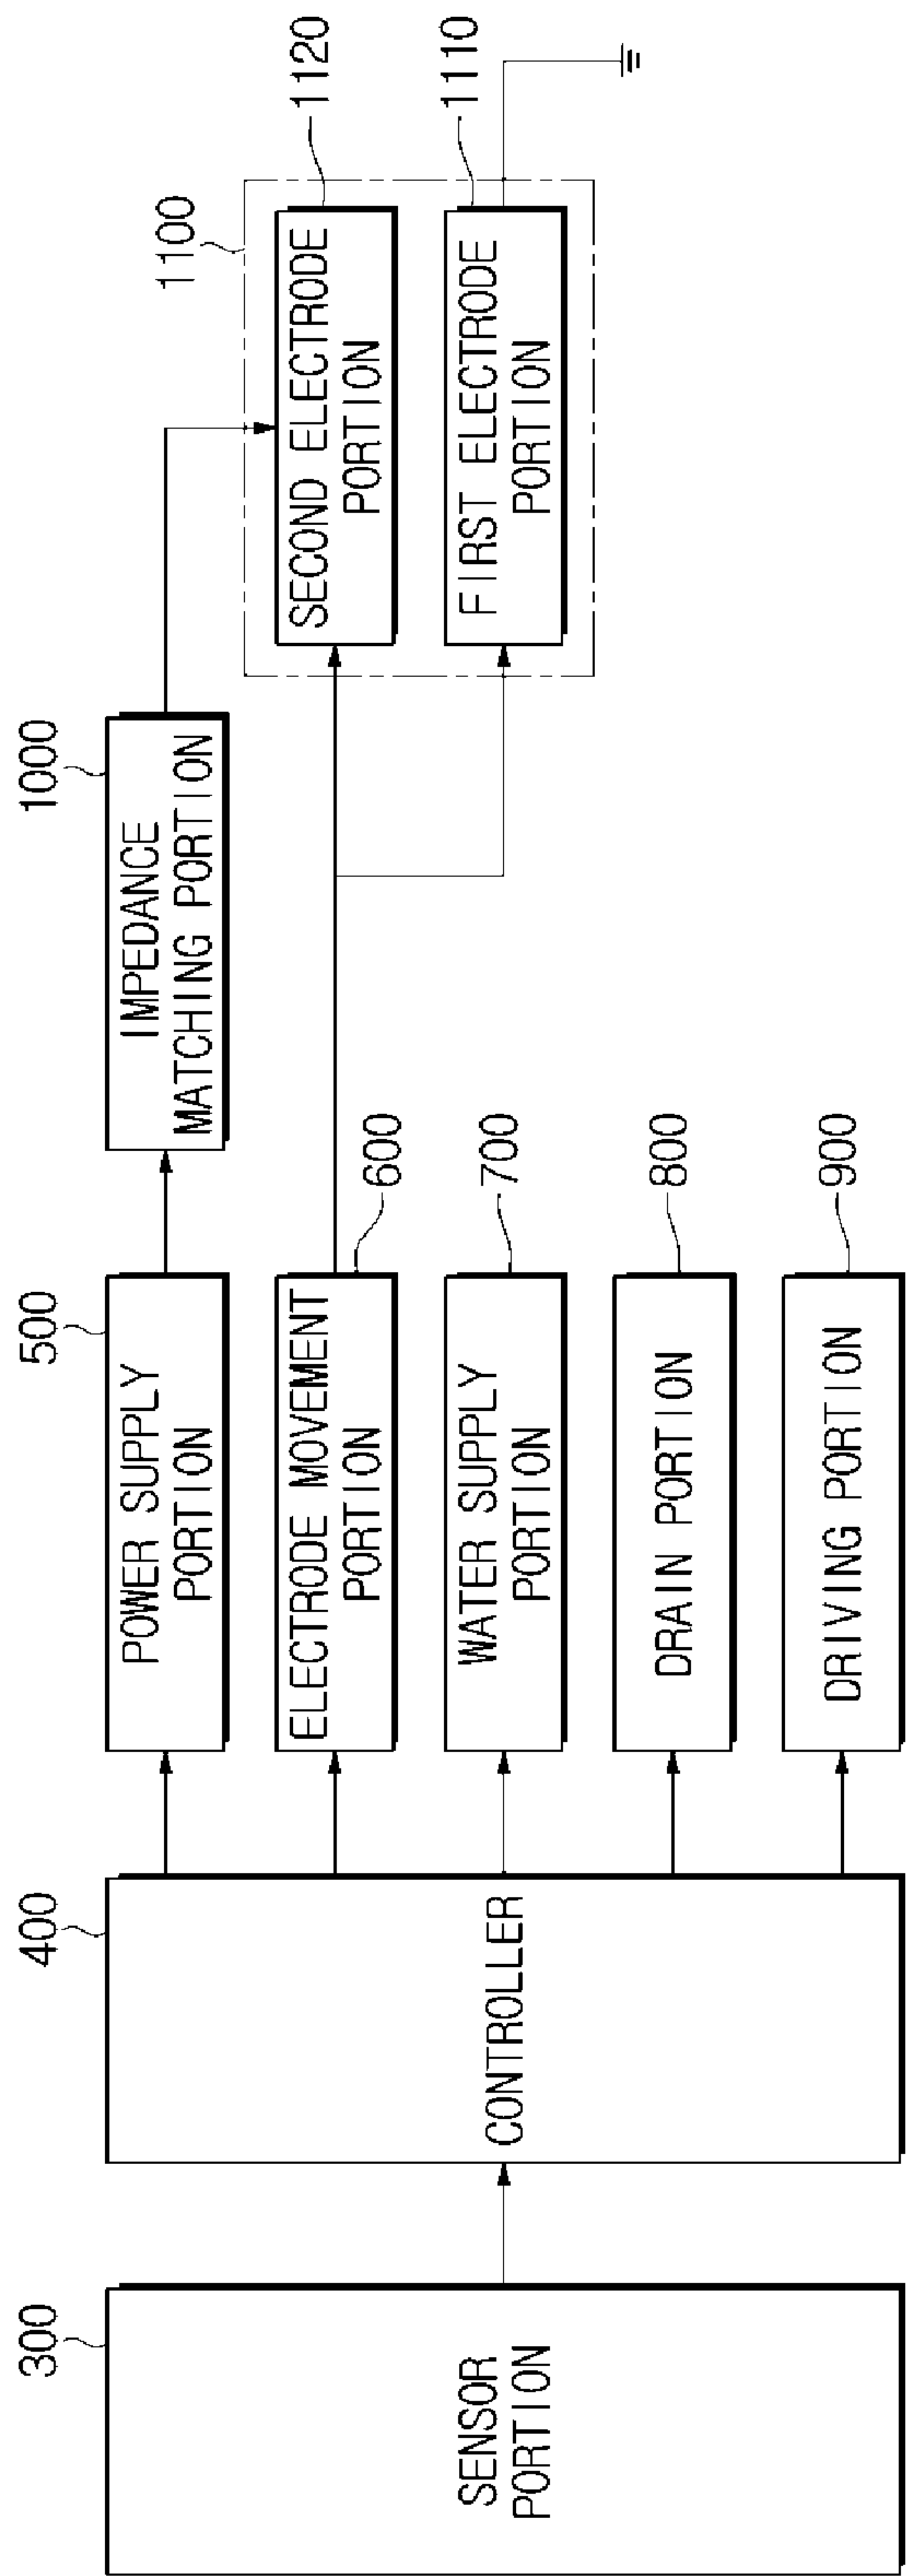 300
SENSOR
PORTION
400
CONTROLLER
500
POWER SUPPLY
PORTION
ELECTRODE MOVEMENT
PORTION
600
WATER SUPPLY
PORTION
700
DRAIN PORTION
800
DRIVING PORTION
900
1000
IMPEDANCE
MATCHING PORTION
1100
SECOND ELECTRODE
PORTION
1120
FIRST ELECTRODE
PORTION
1110